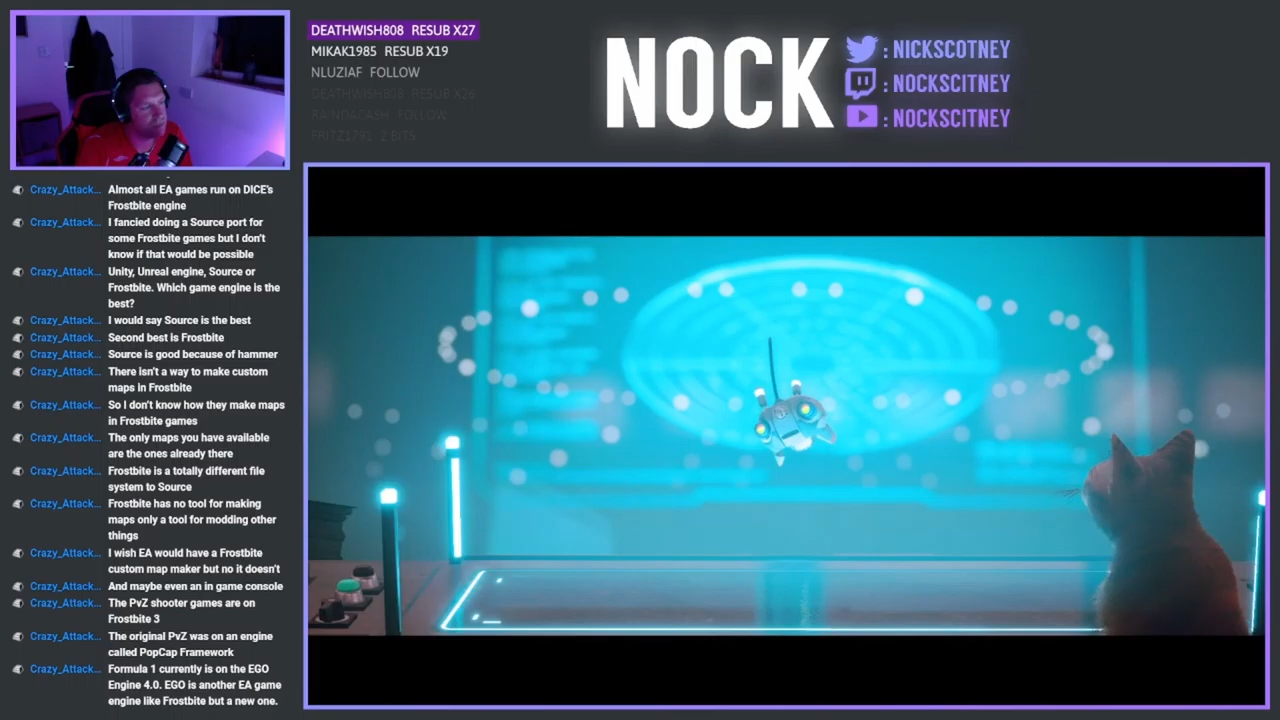 DEATHWISH808 RESUB X27
MIKAK1985 RESUB X19
NLUZIAF FOLLOW
DEATHWISH808 RESUB X26
RAINDACASH FOLLOW
FRITZ1791 2 BITS
NOCK
: NICKSCOTNEY
: NOCKSCITNEY
: NOCKSCITNEY
Crazy_Attack... Almost all EA games run on DICE's
Frostbite engine
Crazy_Attack... I fancied doing a Source port for
some Frostbite games but I don't
know if that would be possible
Crazy_Attack... Unity, Unreal engine, Source or
Frostbite. Which game engine is the
best?
Crazy_Attack... I would say Source is the best
Crazy_Attack... Second best is Frostbite
Crazy_Attack... Source is good because of hammer
Crazy_Attack... There isn't a way to make custom
maps in Frostbite
Crazy_Attack... So I don't know how they make maps
in Frostbite games
Crazy_Attack... The only maps you have available
are the ones already there
Crazy_Attack... Frostbite is a totally different file
system to Source
Crazy_Attack... Frostbite has no tool for making
maps only a tool for modding other
things
Crazy_Attack... I wish EA would have a Frostbite
custom map maker but no it doesn't
Crazy_Attack... And maybe even an in game console
Crazy_Attack... The PvZ shooter games are on
Frostbite 3
Crazy_Attack... The original PvZ was on an engine
called PopCap Framework
Crazy_Attack... Formula 1 currently is on the EGO
Engine 4.0. EGO is another EA game
engine like Frostbite but a new one.